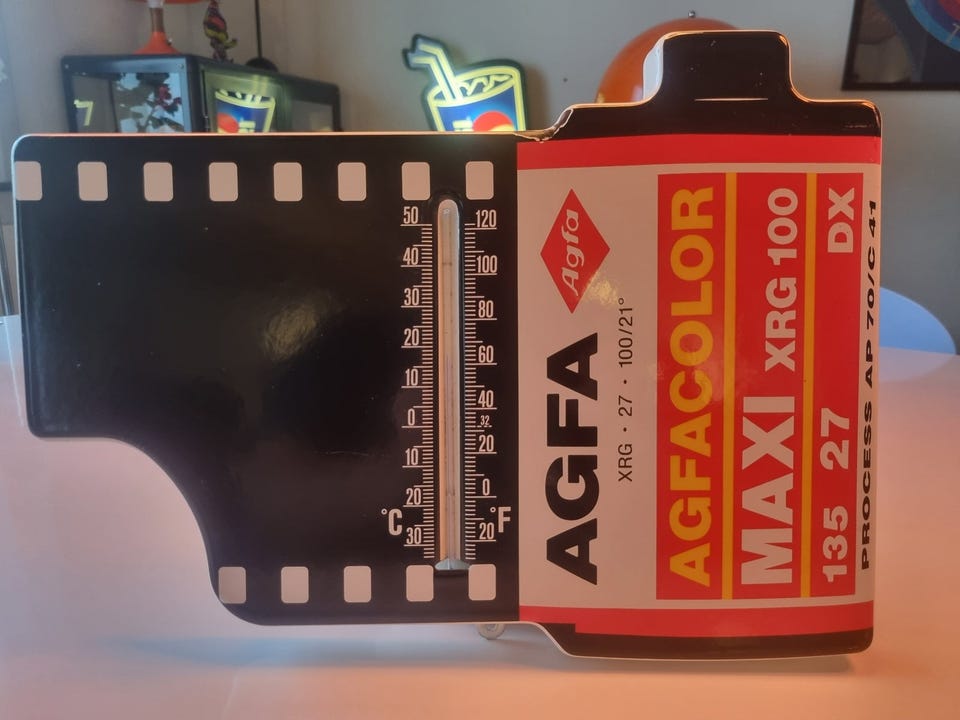 50
40
30
20
10
0
10
20
30
°C
120
100
80
60
40
32
20
0
20
°F
Agfa
AGFA
XRG · 27 · 100/21°
AGFACOLOR
MAXI XRG 100
135 27 DX
PROCESS AP 70/C 41